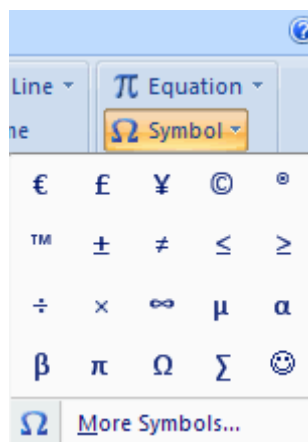 Line
π Equation
ne
Ω Symbol
€ £ ¥ © ®
™ ± ≠ ≤ ≥
÷ × ∞ µ α
β π Ω ∑ ☺
Ω More Symbols...